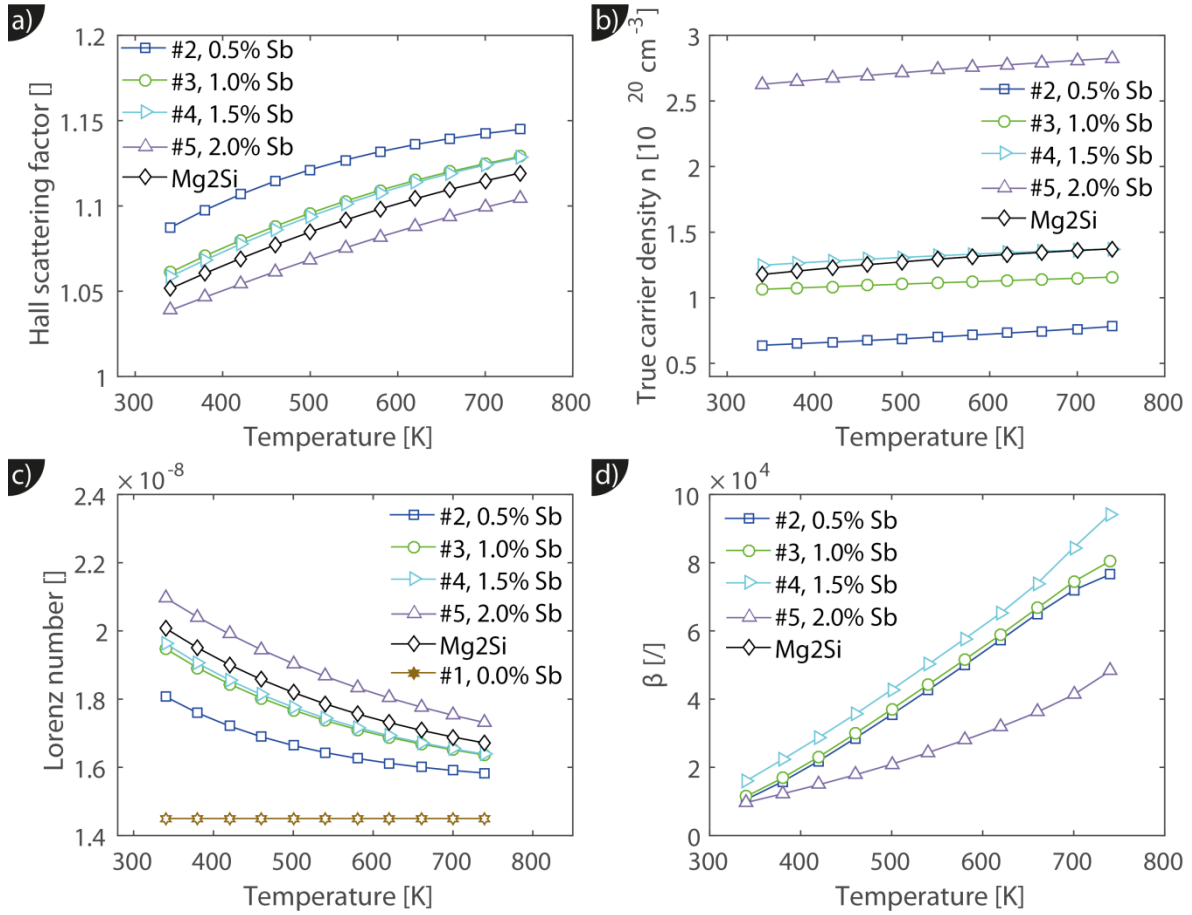 a)
1.2
1.15
1.1
1.05
1
Hall scattering factor []
#2, 0.5% Sb
#3, 1.0% Sb
#4, 1.5% Sb
#5, 2.0% Sb
Mg2Si
300 400 500 600 700 800
Temperature [K]
b)
3
2.5
2
1.5
1
0.5
True carrier density n [10 20 cm-3]
#2, 0.5% Sb
#3, 1.0% Sb
#4, 1.5% Sb
#5, 2.0% Sb
Mg2Si
300 400 500 600 700 800
Temperature [K]
c)
× 10-8
2.4
2.2
2
1.8
1.6
1.4
Lorenz number []
#2, 0.5% Sb
#3, 1.0% Sb
#4, 1.5% Sb
#5, 2.0% Sb
Mg2Si
#1, 0.0% Sb
300 400 500 600 700 800
Temperature [K]
d)
× 104
10
8
6
4
2
0
β [/]
#2, 0.5% Sb
#3, 1.0% Sb
#4, 1.5% Sb
#5, 2.0% Sb
Mg2Si
300 400 500 600 700 800
Temperature [K]